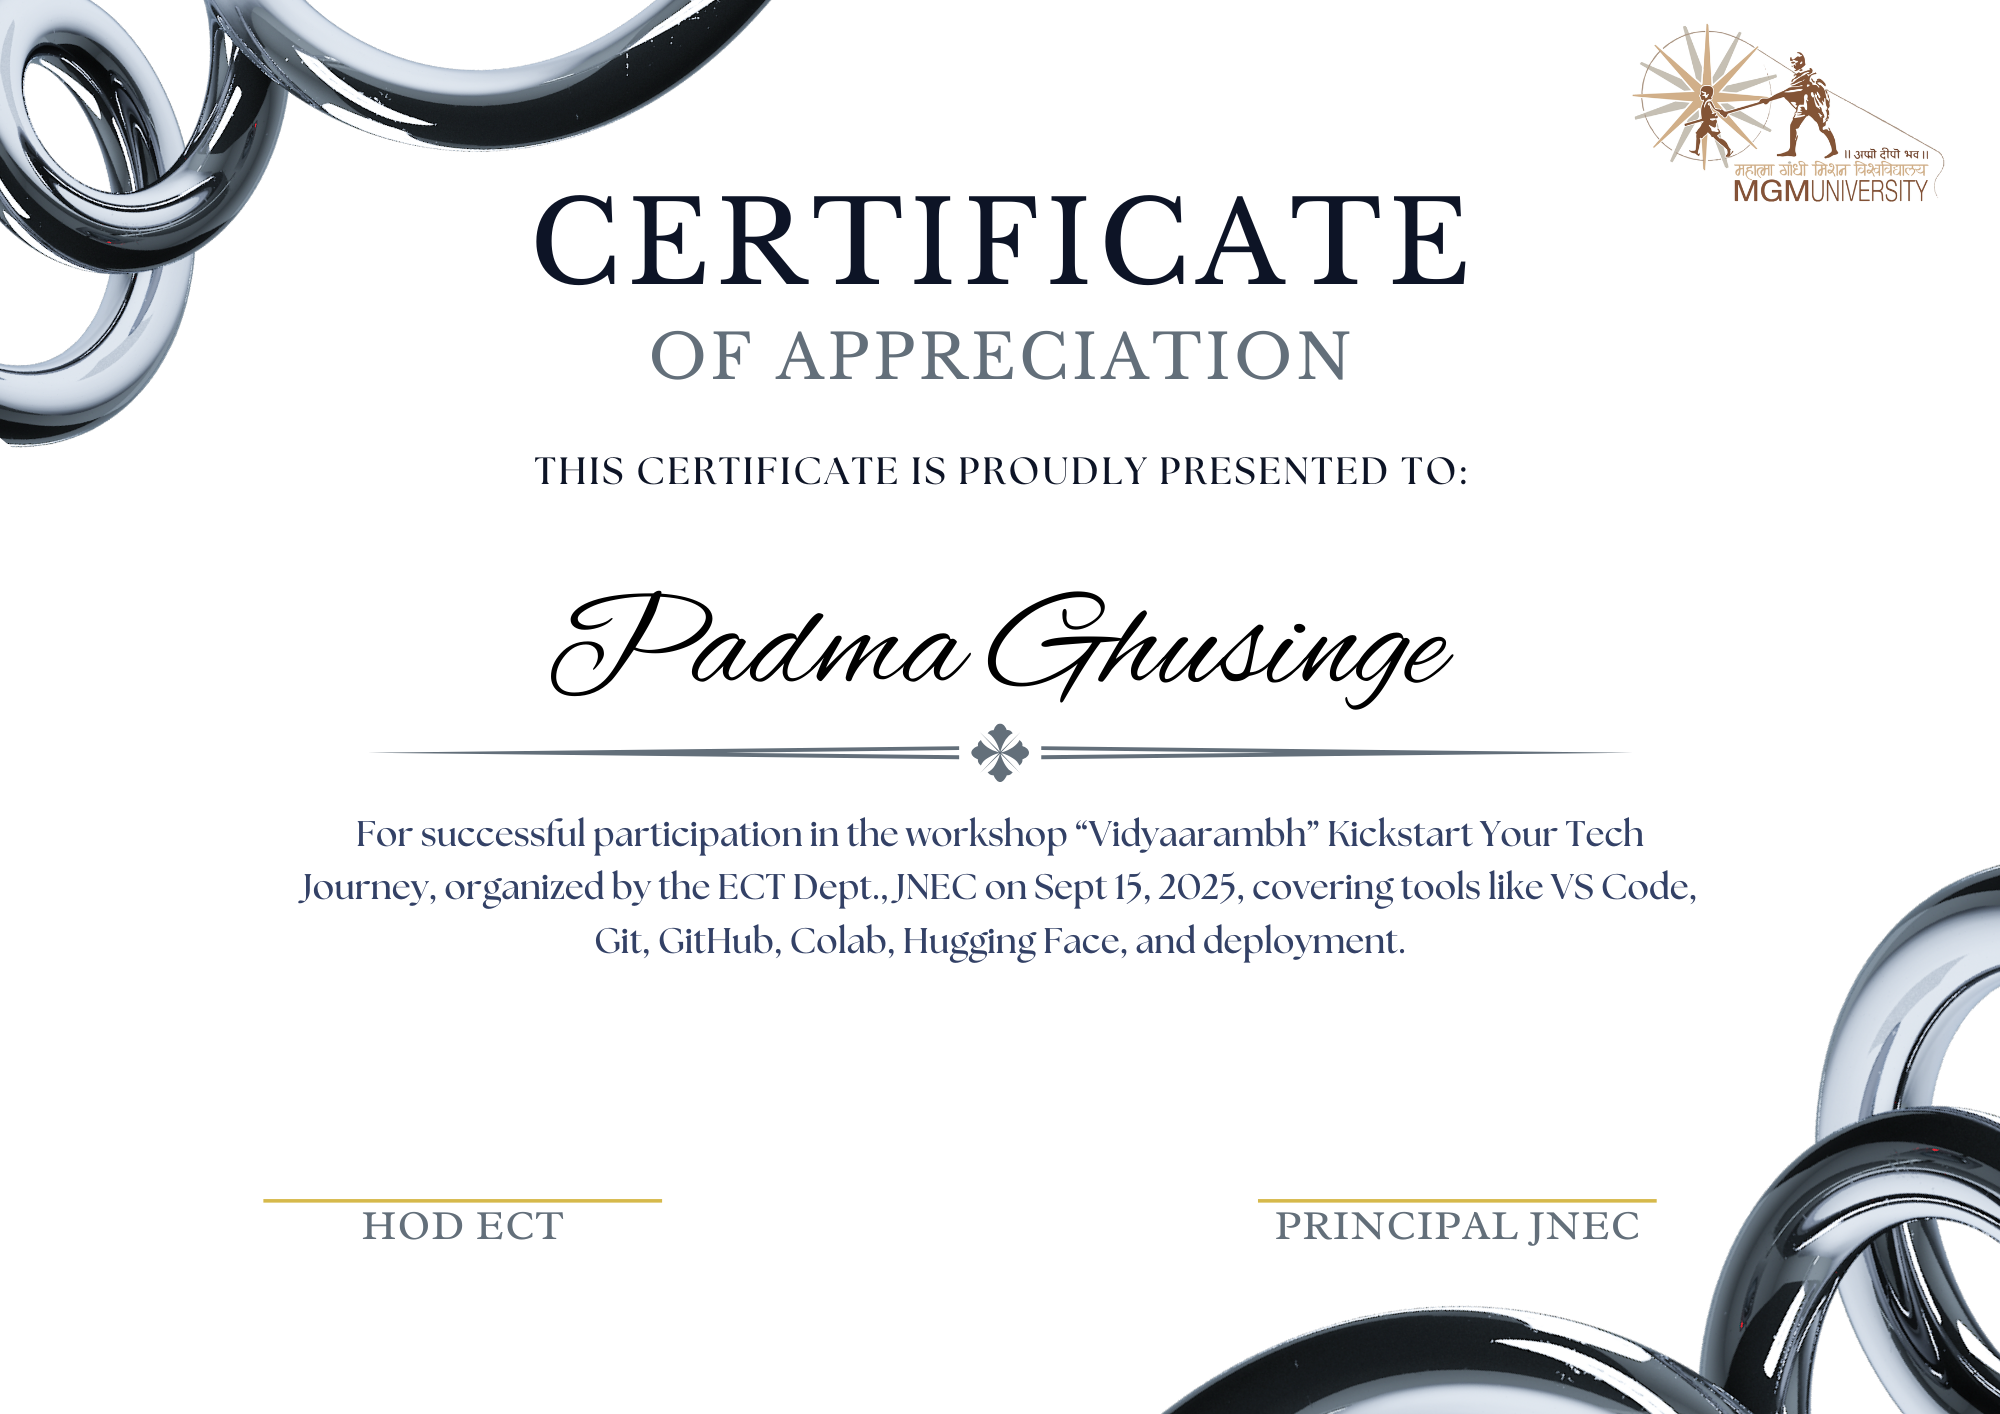 || अप्पो दीपो भव ||
महात्मा गांधी मिशन विश्वविद्यालय
MGMUNIVERSITY
CERTIFICATE
OF APPRECIATION
THIS CERTIFICATE IS PROUDLY PRESENTED TO:
Padma Ghusinge
For successful participation in the workshop “Vidyaarambh” Kickstart Your Tech
Journey, organized by the ECT Dept., JNEC on Sept 15, 2025, covering tools like VS Code,
Git, GitHub, Colab, Hugging Face, and deployment.
HOD ECT
PRINCIPAL JNEC